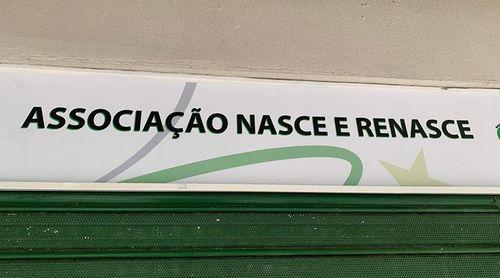 ASSOCIAÇÃO NASCE E RENASCE